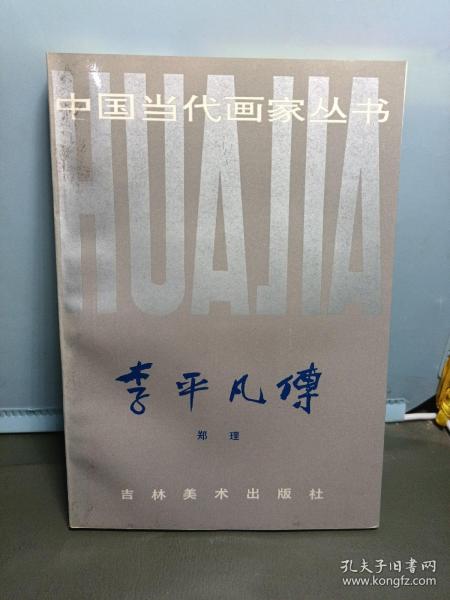 中国当代画家丛书
HUAJIA
李平凡傳
郑理
吉林美术出版社
孔夫子旧书网
www.kongfz.com